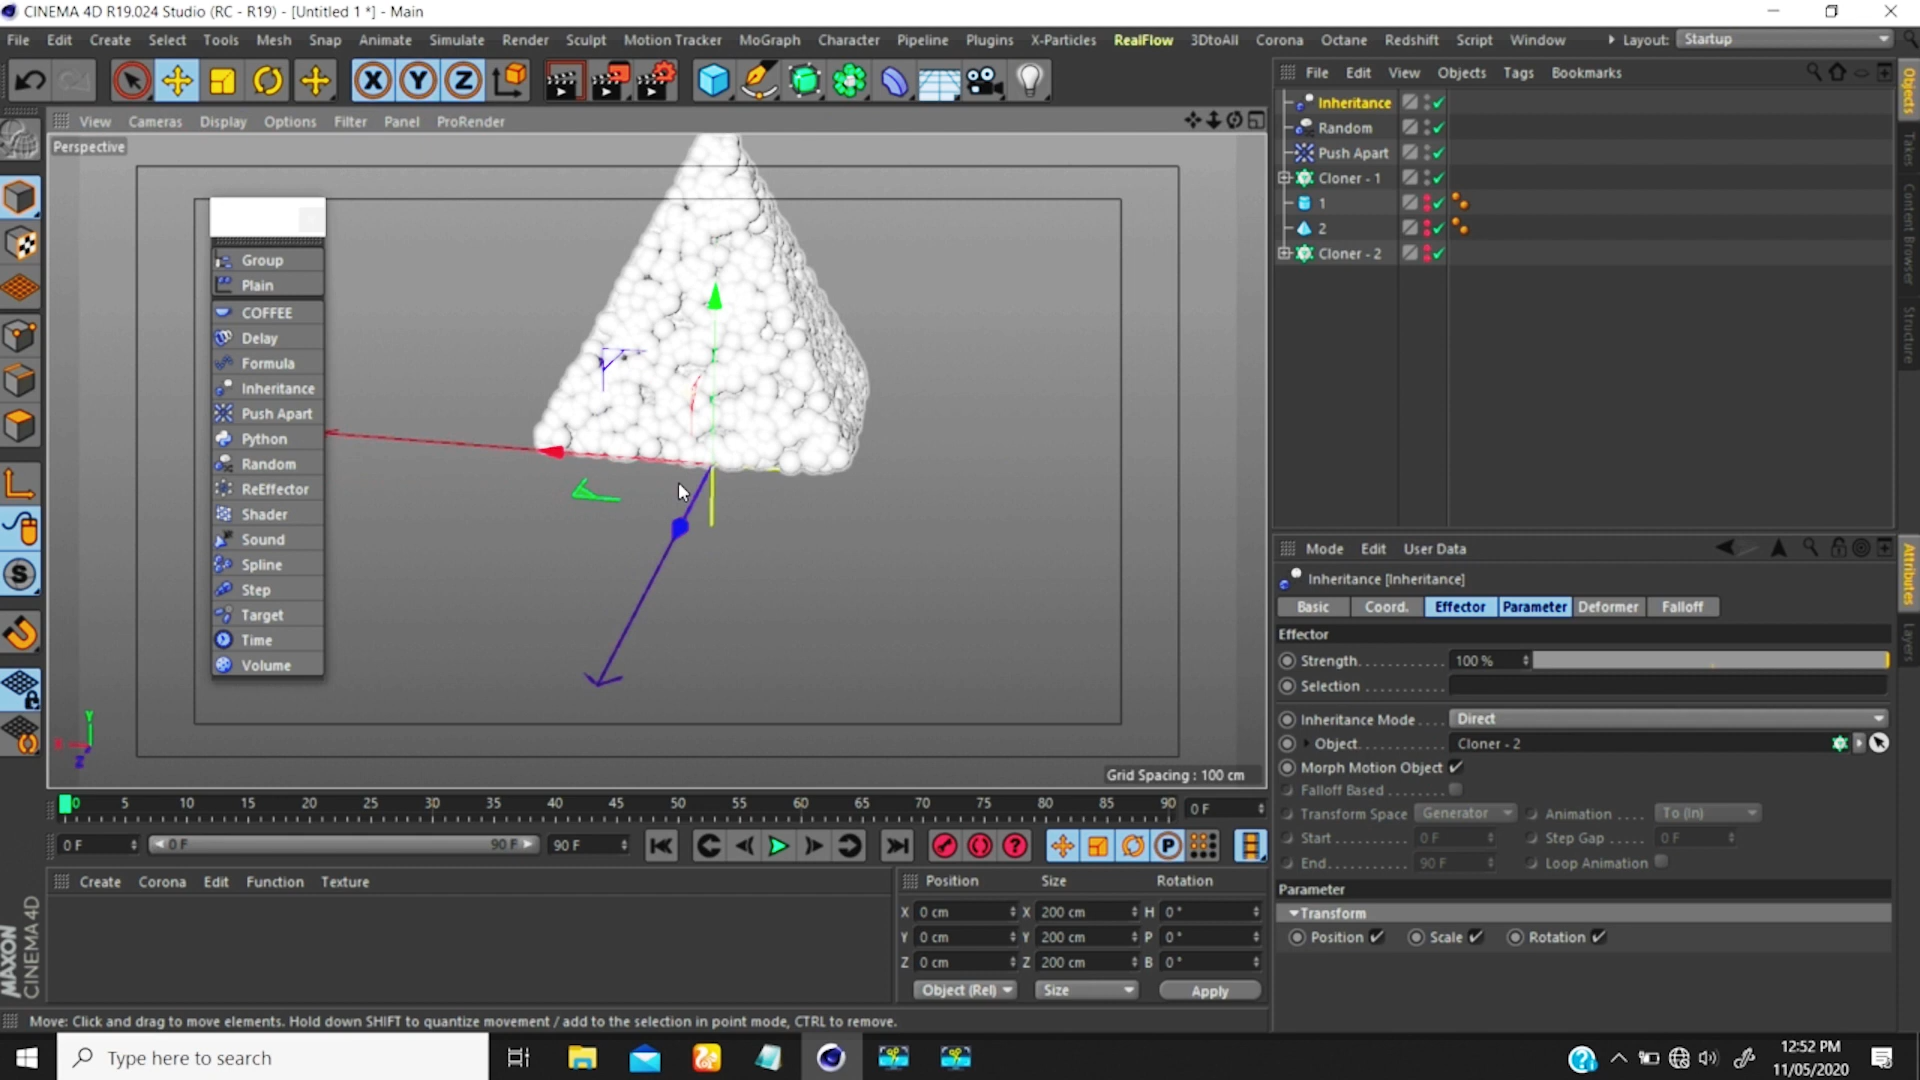 CINEMA 4D R19.024 Studio (RC - R19) - [Untitled 1 *] - Main
File Edit Create Select Tools Mesh Snap Animate Simulate Render Sculpt Motion Tracker MoGraph Character Pipeline Plugins X-Particles RealFlow 3DtoAll Corona Octane Redshift Script Window Layout: Startup
X Y Z
File Edit View Objects Tags Bookmarks
View Cameras Display Options Filter Panel ProRender
Perspective
Inheritance
Random
Push Apart
Cloner - 1
1
2
Cloner - 2
Objects
Takes
Content Browser
Structure
Group
Plain
COFFEE
Delay
Formula
Inheritance
Push Apart
Python
Random
ReEffector
Shader
Sound
Spline
Step
Target
Time
Volume
Y
X
Z
Grid Spacing : 100 cm
Mode Edit User Data
Inheritance [Inheritance]
Basic Coord. Effector Parameter Deformer Falloff
Effector
Strength 100 %
Selection
Inheritance Mode Direct
Object Cloner - 2
Morph Motion Object
Falloff Based
Transform Space Generator Animation To (In)
Start 0 F Step Gap 0 F
End 90 F Loop Animation
Parameter
Transform
Position Scale Rotation
Attributes
Layers
0 5 10 15 20 25 30 35 40 45 50 55 60 65 70 75 80 85 90 0 F
0 F 0 F 90 F 90 F
Create Corona Edit Function Texture
Position Size Rotation
X 0 cm X 200 cm H 0 °
Y 0 cm Y 200 cm P 0 °
Z 0 cm Z 200 cm B 0 °
Object (Rel) Size Apply
MAXON
CINEMA 4D
Move: Click and drag to move elements. Hold down SHIFT to quantize movement / add to the selection in point mode, CTRL to remove.
Type here to search
12:52 PM
11/05/2020